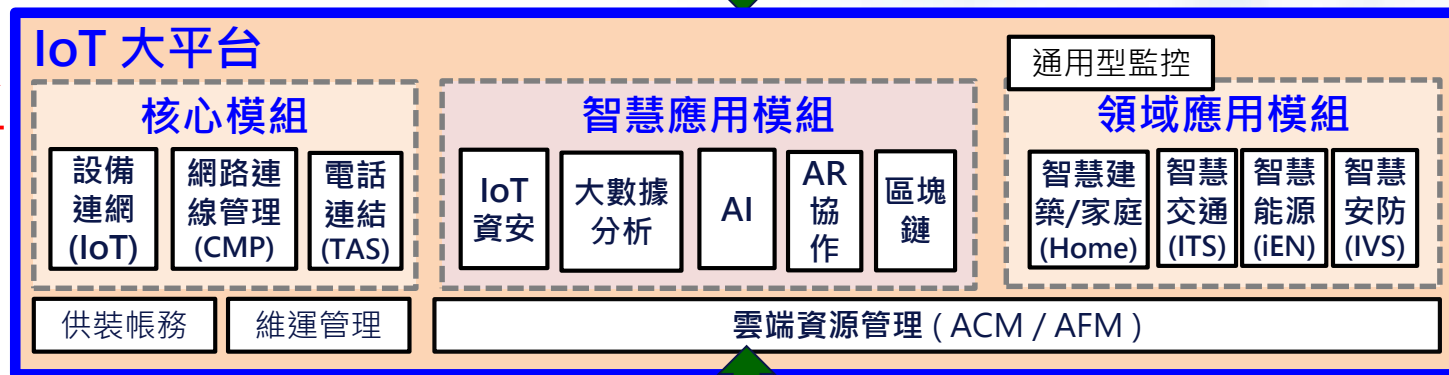 IoT 大平台
通用型監控
核心模組
設備
連網
(IoT)
網路連
線管理
(CMP)
電話
連結
(TAS)
智慧應用模組
IoT
資安
大數據
分析
AI
AR
協
作
區塊
鏈
領域應用模組
智慧建
築/家庭
(Home)
智慧
交通
(ITS)
智慧
能源
(iEN)
智慧
安防
(IVS)
供裝帳務
維運管理
雲端資源管理 ( ACM / AFM )